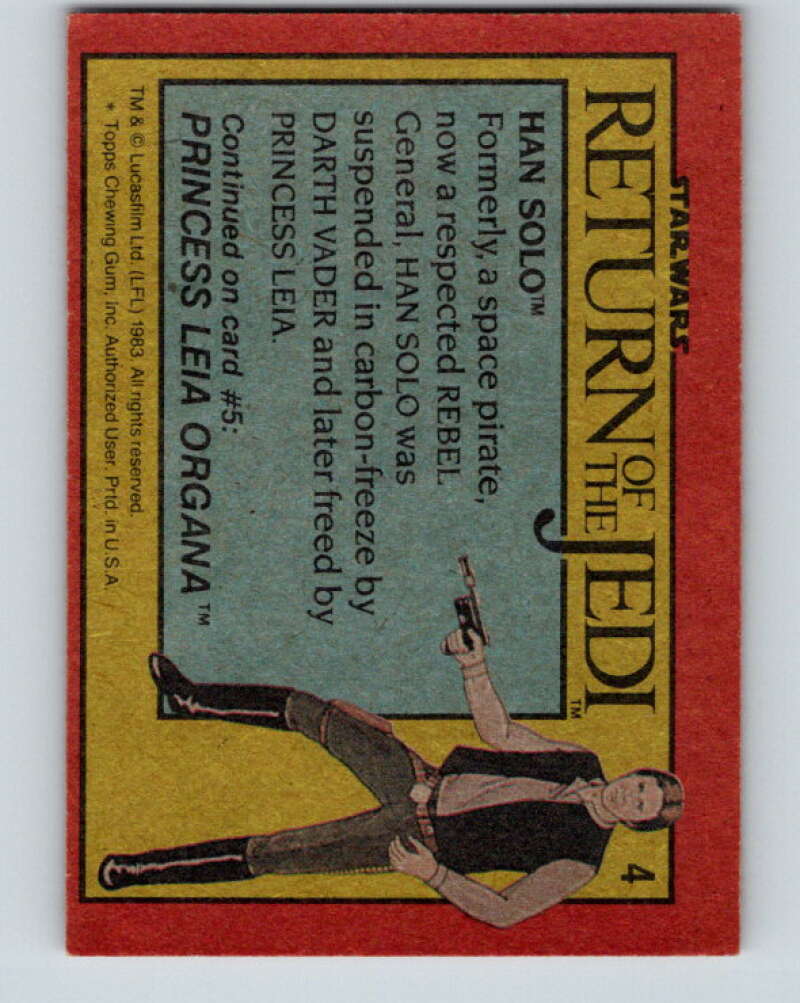 STAR.WARS
RETURN OF THE JEDI™
4
HAN SOLO™
Formerly, a space pirate,
now a respected REBEL
General, HAN SOLO was
suspended in carbon-freeze by
DARTH VADER and later freed by
PRINCESS LEIA.
Continued on card #5:
PRINCESS LEIA ORGANA™
TM & © Lucasfilm Ltd. (LFL) 1983. All rights reserved.
* Topps Chewing Gum, Inc. Authorized User. Prtd. in U.S.A.